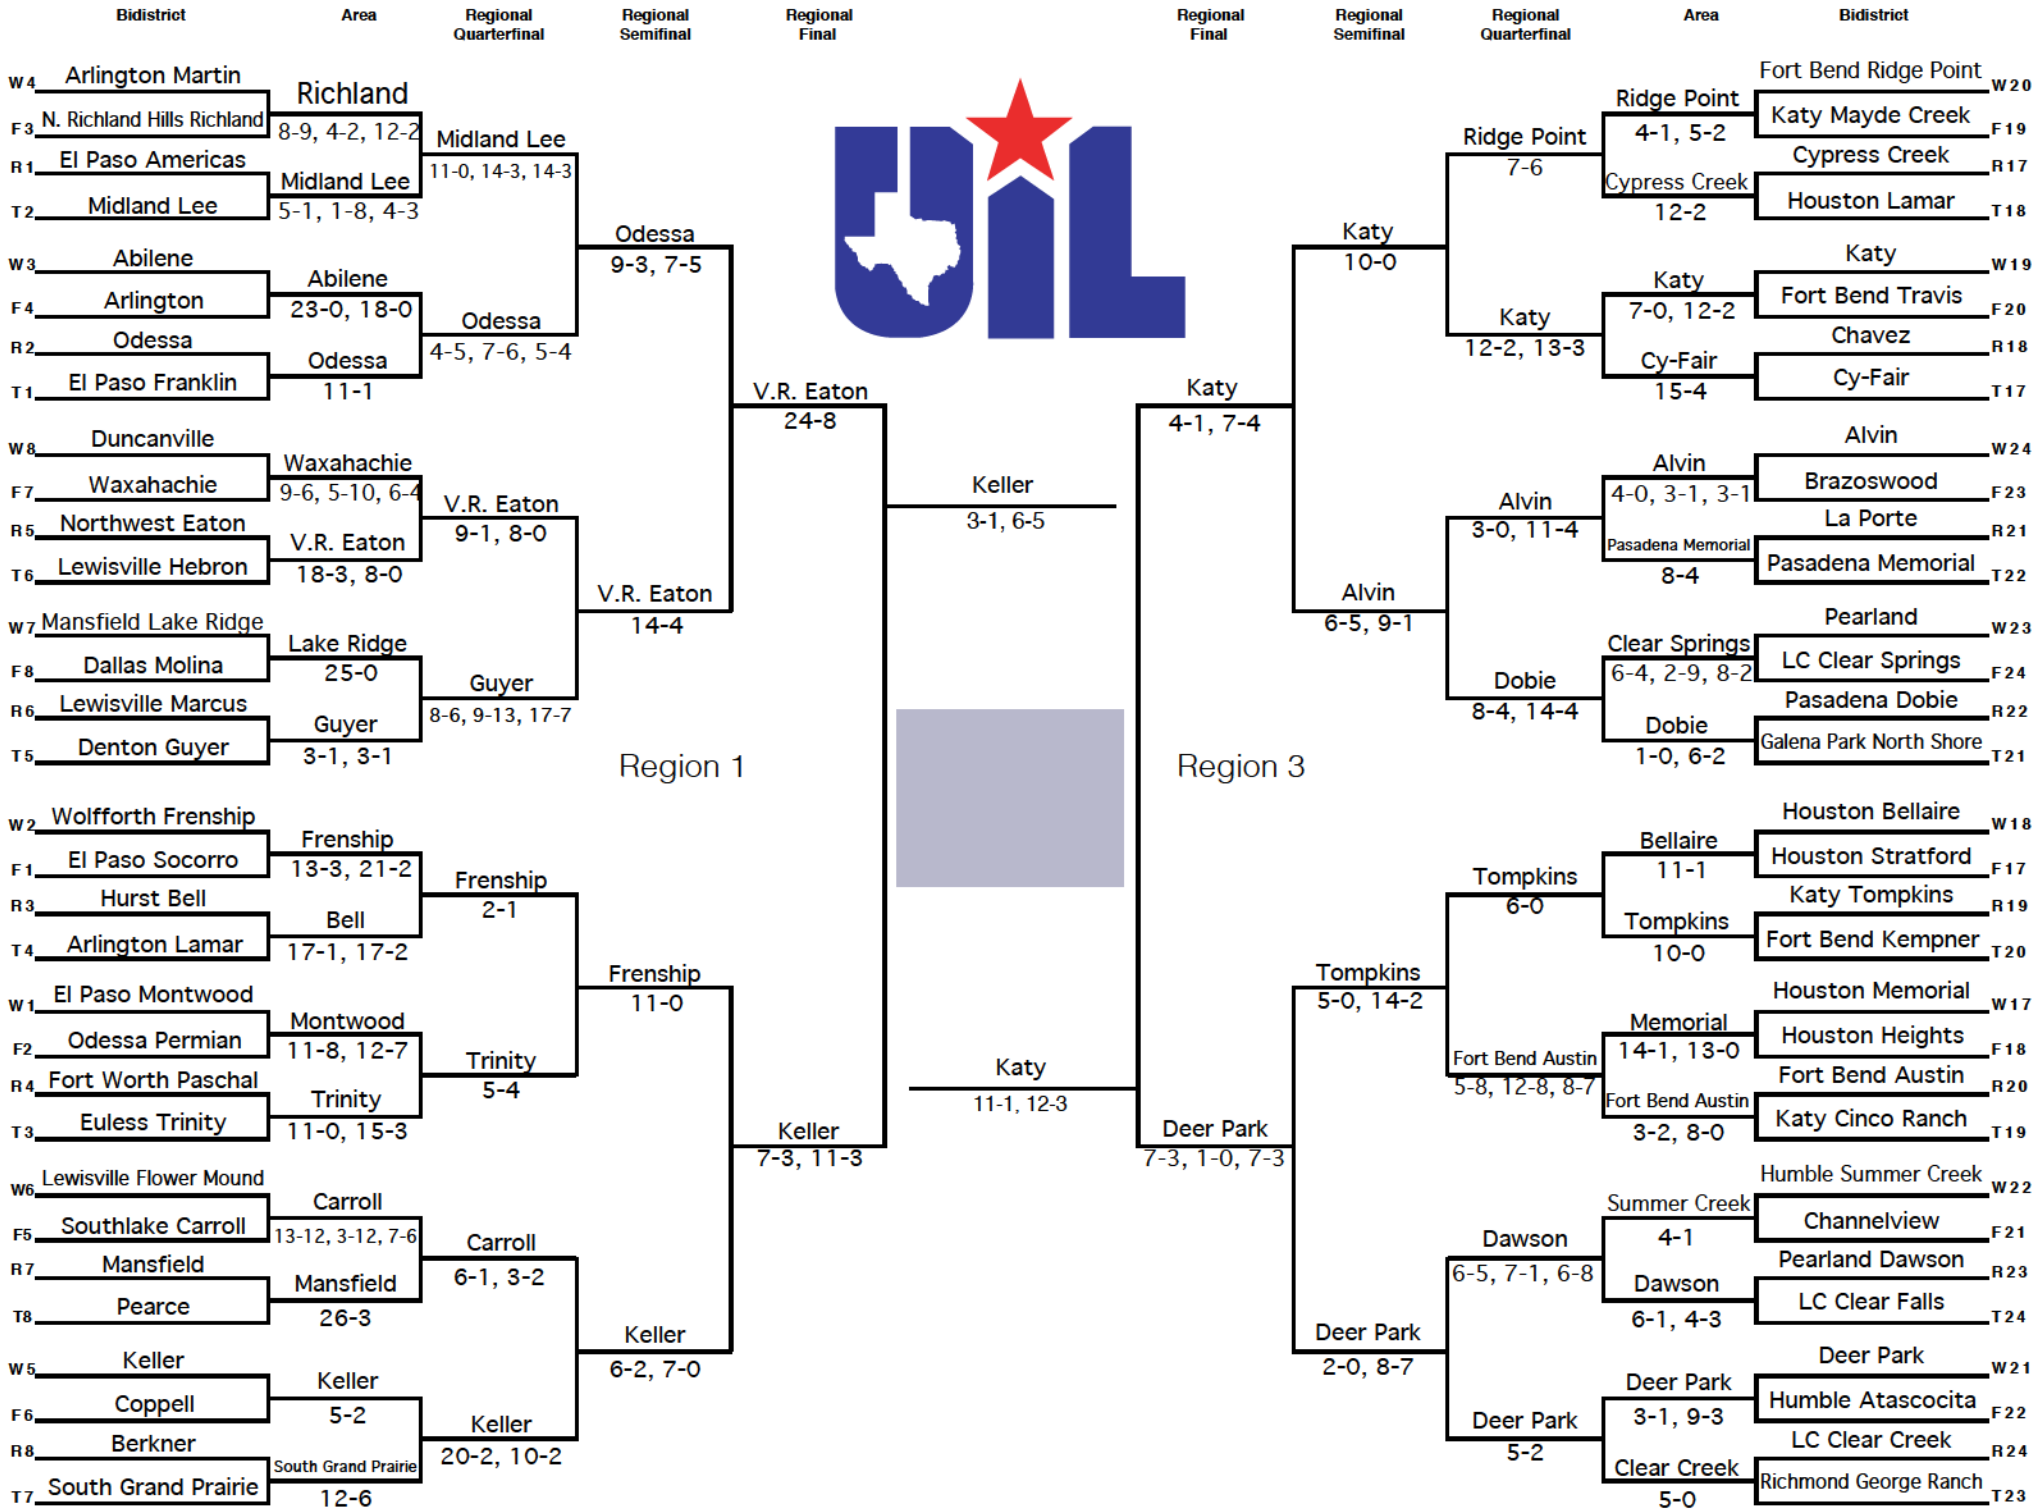 Bidistrict
Area
Regional
Quarterfinal
Regional
Semifinal
Regional
Final
Regional
Final
Regional
Semifinal
Regional
Quarterfinal
Area
Bidistrict
W4 Arlington Martin
F3 N. Richland Hills Richland
R1 El Paso Americas
T2 Midland Lee
W3 Abilene
F4 Arlington
R2 Odessa
T1 El Paso Franklin
W8 Duncanville
F7 Waxahachie
R5 Northwest Eaton
T6 Lewisville Hebron
W7 Mansfield Lake Ridge
F8 Dallas Molina
R6 Lewisville Marcus
T5 Denton Guyer
W2 Wolfforth Frenship
F1 El Paso Socorro
R3 Hurst Bell
T4 Arlington Lamar
W1 El Paso Montwood
F2 Odessa Permian
R4 Fort Worth Paschal
T3 Euless Trinity
W6 Lewisville Flower Mound
F5 Southlake Carroll
R7 Mansfield
T8 Pearce
W5 Keller
F6 Coppell
R8 Berkner
T7 South Grand Prairie
Richland
8-9, 4-2, 12-2
Midland Lee
5-1, 1-8, 4-3
Abilene
23-0, 18-0
Odessa
11-1
Waxahachie
9-6, 5-10, 6-4
V.R. Eaton
18-3, 8-0
Lake Ridge
25-0
Guyer
3-1, 3-1
Frenship
13-3, 21-2
Bell
17-1, 17-2
Montwood
11-8, 12-7
Trinity
11-0, 15-3
Carroll
13-12, 3-12, 7-6
Mansfield
26-3
Keller
5-2
South Grand Prairie
12-6
Midland Lee
11-0, 14-3, 14-3
Odessa
4-5, 7-6, 5-4
V.R. Eaton
9-1, 8-0
Guyer
8-6, 9-13, 17-7
Frenship
2-1
Trinity
5-4
Carroll
6-1, 3-2
Keller
20-2, 10-2
Odessa
9-3, 7-5
V.R. Eaton
14-4
Region 1
Frenship
11-0
Keller
6-2, 7-0
V.R. Eaton
24-8
Keller
7-3, 11-3
UIL
Keller
3-1, 6-5
Katy
11-1, 12-3
Katy
4-1, 7-4
Region 3
Deer Park
7-3, 1-0, 7-3
Katy
10-0
Alvin
6-5, 9-1
Tompkins
5-0, 14-2
Deer Park
2-0, 8-7
Ridge Point
7-6
Katy
12-2, 13-3
Alvin
3-0, 11-4
Dobie
8-4, 14-4
Tompkins
6-0
Fort Bend Austin
5-8, 12-8, 8-7
Dawson
6-5, 7-1, 6-8
Deer Park
5-2
Ridge Point
4-1, 5-2
Cypress Creek
12-2
Katy
7-0, 12-2
Cy-Fair
15-4
Alvin
4-0, 3-1, 3-1
Pasadena Memorial
8-4
Clear Springs
6-4, 2-9, 8-2
Dobie
1-0, 6-2
Bellaire
11-1
Tompkins
10-0
Memorial
14-1, 13-0
Fort Bend Austin
3-2, 8-0
Summer Creek
4-1
Dawson
6-1, 4-3
Deer Park
3-1, 9-3
Clear Creek
5-0
Fort Bend Ridge Point W20
Katy Mayde Creek F19
Cypress Creek R17
Houston Lamar T18
Katy W19
Fort Bend Travis F20
Chavez R18
Cy-Fair T17
Alvin W24
Brazoswood F23
La Porte R21
Pasadena Memorial T22
Pearland W23
LC Clear Springs F24
Pasadena Dobie R22
Galena Park North Shore T21
Houston Bellaire W18
Houston Stratford F17
Katy Tompkins R19
Fort Bend Kempner T20
Houston Memorial W17
Houston Heights F18
Fort Bend Austin R20
Katy Cinco Ranch T19
Humble Summer Creek W22
Channelview F21
Pearland Dawson R23
LC Clear Falls T24
Deer Park W21
Humble Atascocita F22
LC Clear Creek R24
Richmond George Ranch T23